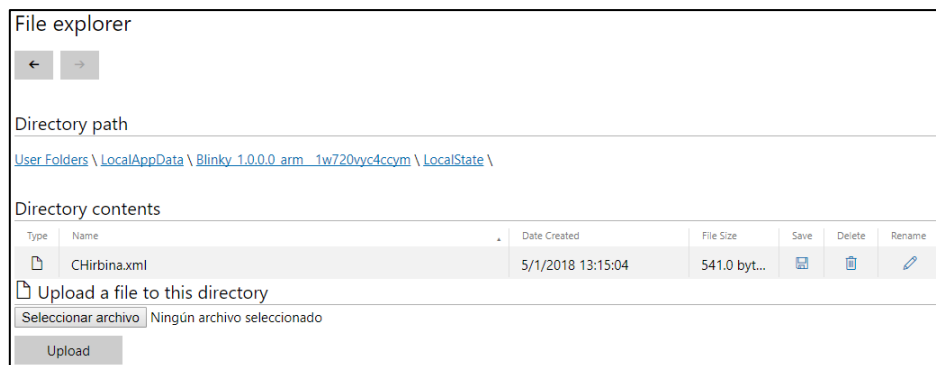 File explorer
← →
Directory path
User Folders \ LocalAppData \ Blinky_1.0.0.0_arm__1w720vyc4ccym \ LocalState \
Directory contents
Type Name Date Created File Size Save Delete Rename
CHirbina.xml 5/1/2018 13:15:04 541.0 byt...
Upload a file to this directory
Seleccionar archivo Ningún archivo seleccionado
Upload